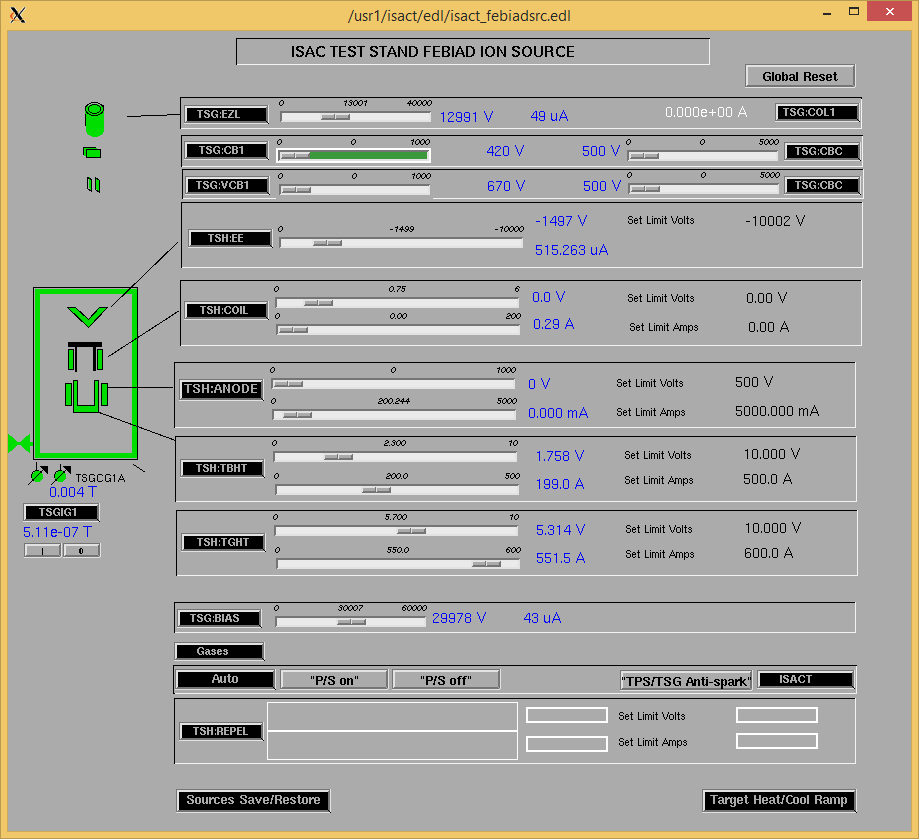 X /usr1/isact/edl/isact_febiadsrc.edl
ISAC TEST STAND FEBIAD ION SOURCE
Global Reset
0 13001 40000
TSG:EZL 12991 V 49 uA 0.000e+00 A TSG:COL1
0 0 1000 0 5000
TSG:CB1 420 V 500 V TSG:CBC
0 0 1000 0 5000
TSG:VCB1 670 V 500 V TSG:CBC
-1497 V Set Limit Volts -10002 V
0 -1499 -10000
TSH:EE
515.263 uA
0 0.75 6
0.0 V Set Limit Volts 0.00 V
TSH:COIL
0 0.00 200
0.29 A Set Limit Amps 0.00 A
0 0 1000
0 V Set Limit Volts 500 V
TSH:ANODE
0 200.244 5000
0.000 mA Set Limit Amps 5000.000 mA
0 2.300 10
1.758 V Set Limit Volts 10.000 V
TSH:TBHT
0 200.0 500
199.0 A Set Limit Amps 500.0 A
TSGCG1A
0.004 T
TSGIG1
5.11e-07 T
I 0
0 5.700 10
5.314 V Set Limit Volts 10.000 V
TSH:TGHT
0 550.0 600
551.5 A Set Limit Amps 600.0 A
0 30007 60000
TSG:BIAS 29978 V 43 uA
Gases
Auto "P/S on" "P/S off" "TPS/TSG Anti-spark" ISACT
Set Limit Volts
TSH:REPEL
Set Limit Amps
Sources Save/Restore Target Heat/Cool Ramp